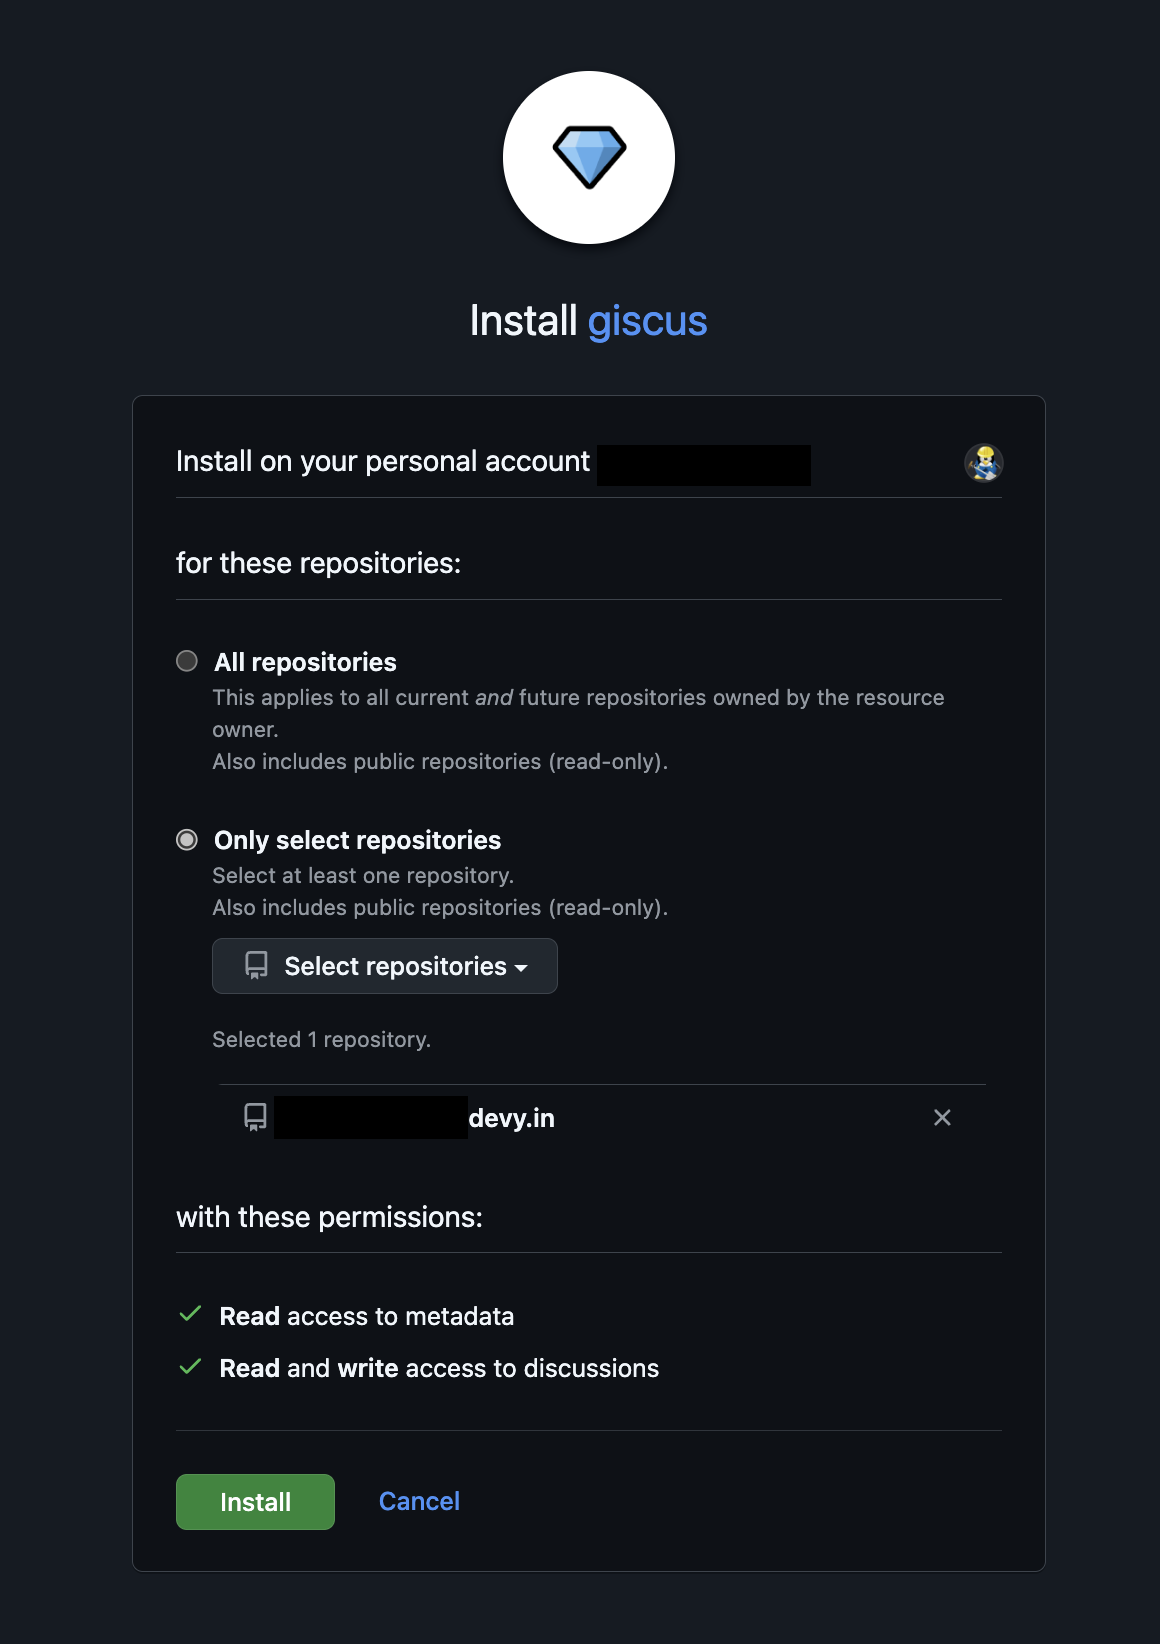 Install giscus
Install on your personal account
for these repositories:
All repositories
This applies to all current and future repositories owned by the resource
owner.
Also includes public repositories (read-only).
Only select repositories
Select at least one repository.
Also includes public repositories (read-only).
Select repositories
Selected 1 repository.
devy.in
with these permissions:
Read access to metadata
Read and write access to discussions
Install
Cancel